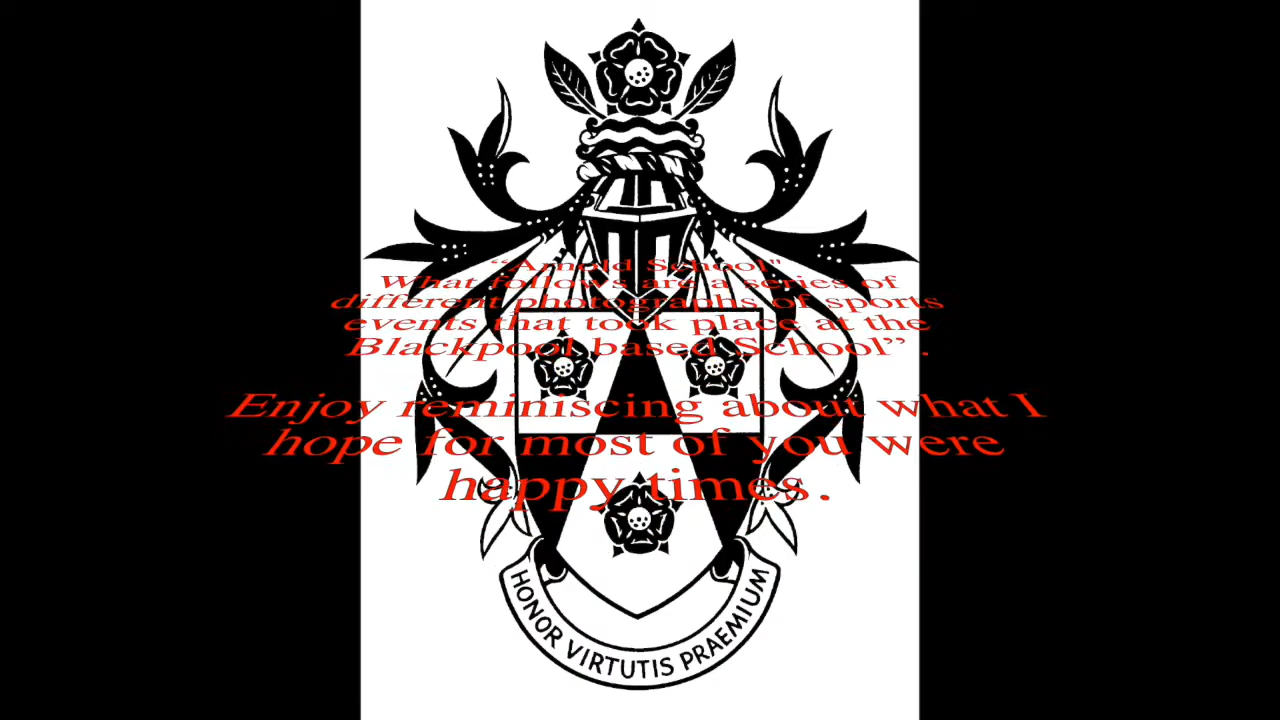 “Arnold School"
What follows are a series of
different photographs of sports
events that took place at the
Blackpool based School” .
Enjoy reminiscing about what I
hope for most of you were
happy times.
HONOR VIRTUTIS PRAEMIUM